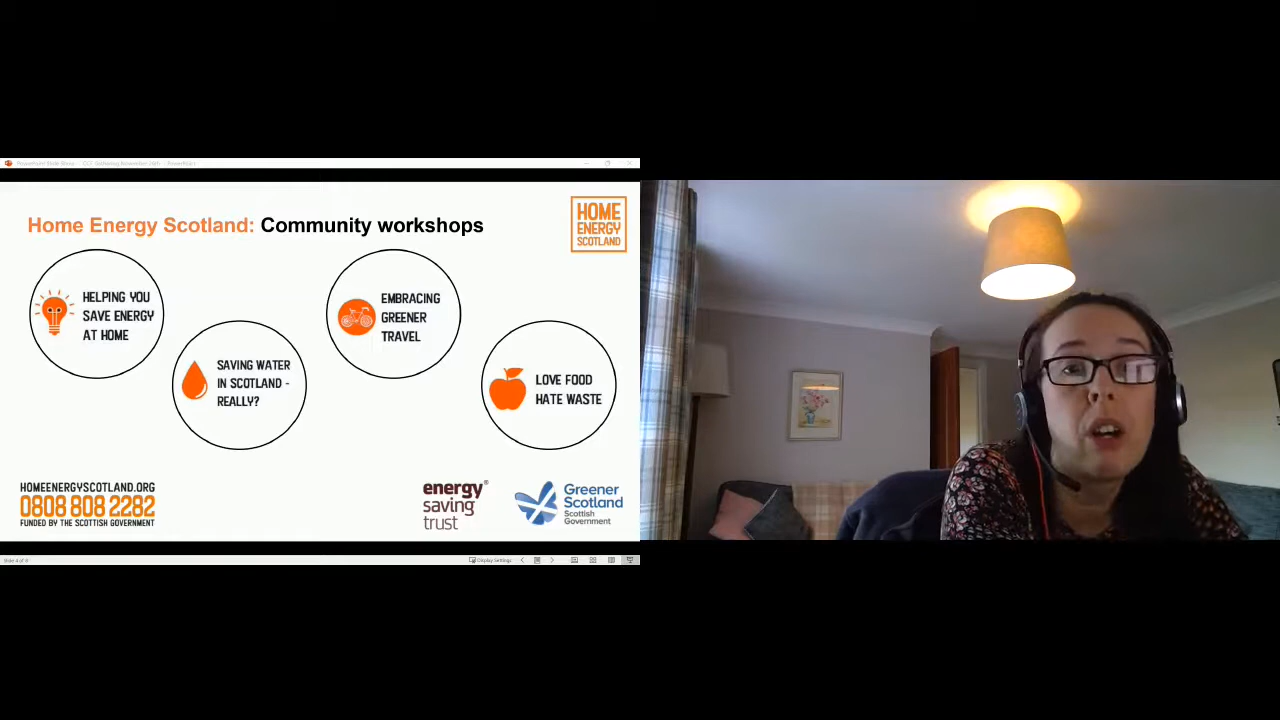 Home Energy Scotland: Community workshops
HOME
ENERGY
SCOTLAND
HELPING YOU
SAVE ENERGY
AT HOME
EMBRACING
GREENER
TRAVEL
SAVING WATER
IN SCOTLAND -
REALLY?
LOVE FOOD
HATE WASTE
HOMEENERGYSCOTLAND.ORG
0808 808 2282
FUNDED BY THE SCOTTISH GOVERNMENT
energy®
saving
trust
Greener
Scotland
Scottish
Government
Display Settings